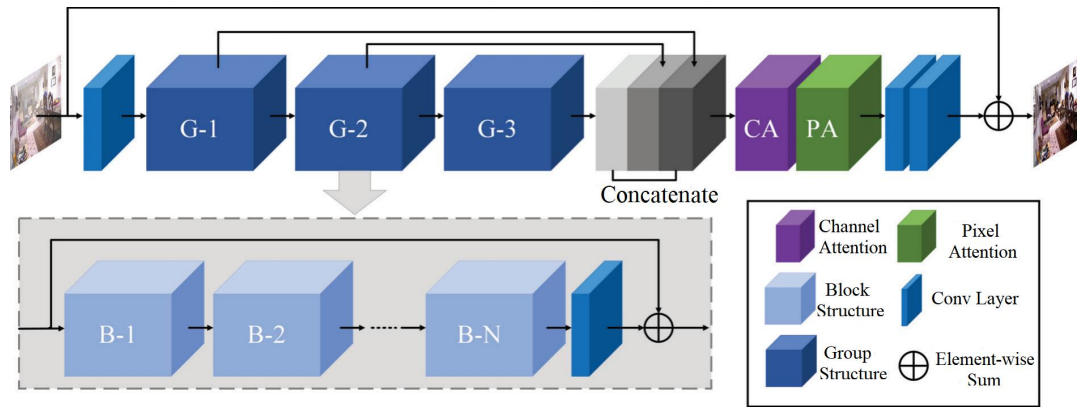 G-1
G-2
G-3
CA
PA
Concatenate
B-1
B-2
B-N
Channel
Attention
Pixel
Attention
Block
Structure
Conv Layer
Group
Structure
Element-wise
Sum